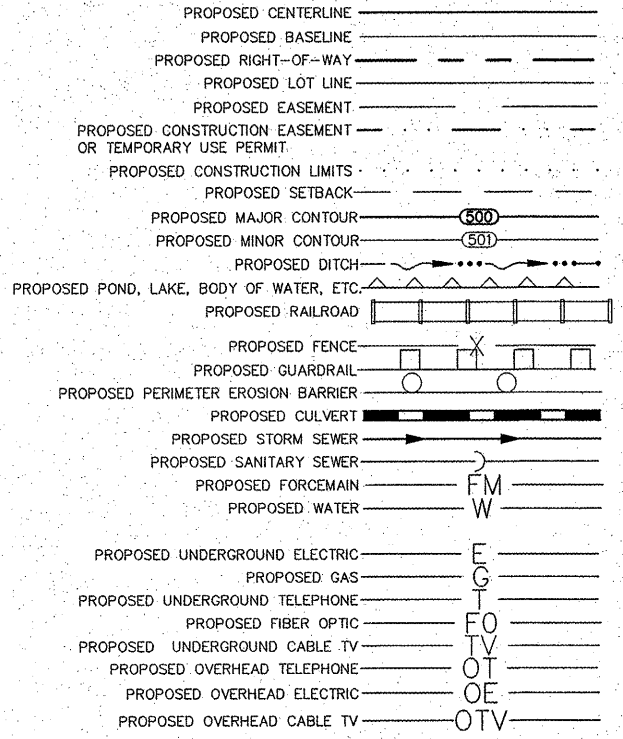 PROPOSED CENTERLINE
PROPOSED BASELINE
PROPOSED RIGHT-OF-WAY
PROPOSED LOT LINE
PROPOSED EASEMENT
PROPOSED CONSTRUCTION EASEMENT
OR TEMPORARY USE PERMIT
PROPOSED CONSTRUCTION LIMITS
PROPOSED SETBACK
PROPOSED MAJOR CONTOUR 500
PROPOSED MINOR CONTOUR 501
PROPOSED DITCH
PROPOSED POND, LAKE, BODY OF WATER, ETC.
PROPOSED RAILROAD
PROPOSED FENCE X
PROPOSED GUARDRAIL
PROPOSED PERIMETER EROSION BARRIER
PROPOSED CULVERT
PROPOSED STORM SEWER
PROPOSED SANITARY SEWER
PROPOSED FORCEMAIN FM
PROPOSED WATER W
PROPOSED UNDERGROUND ELECTRIC E
PROPOSED GAS G
PROPOSED UNDERGROUND TELEPHONE T
PROPOSED FIBER OPTIC FO
PROPOSED UNDERGROUND CABLE TV TV
PROPOSED OVERHEAD TELEPHONE OT
PROPOSED OVERHEAD ELECTRIC OE
PROPOSED OVERHEAD CABLE TV OTV